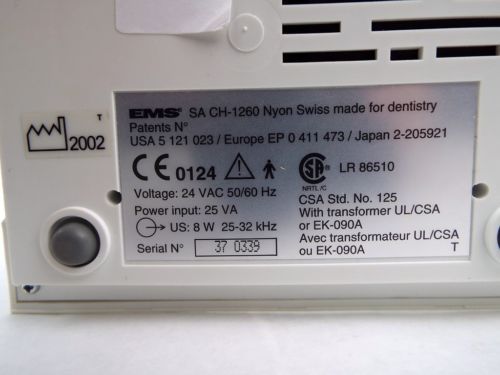 EMS SA CH-1260 Nyon Swiss made for dentistry
Patents N°
USA 5 121 023 / Europe EP 0 411 473 / Japan 2-205921
T
2002
CE 0124
SA
NRTL/C
LR 86510
Voltage: 24 VAC 50/60 Hz
Power input: 25 VA
US: 8 W 25-32 kHz
Serial N° 37 0339
CSA Std. No. 125
With transformer UL/CSA
or EK-090A
Avec transformateur UL/CSA
ou EK-090A T